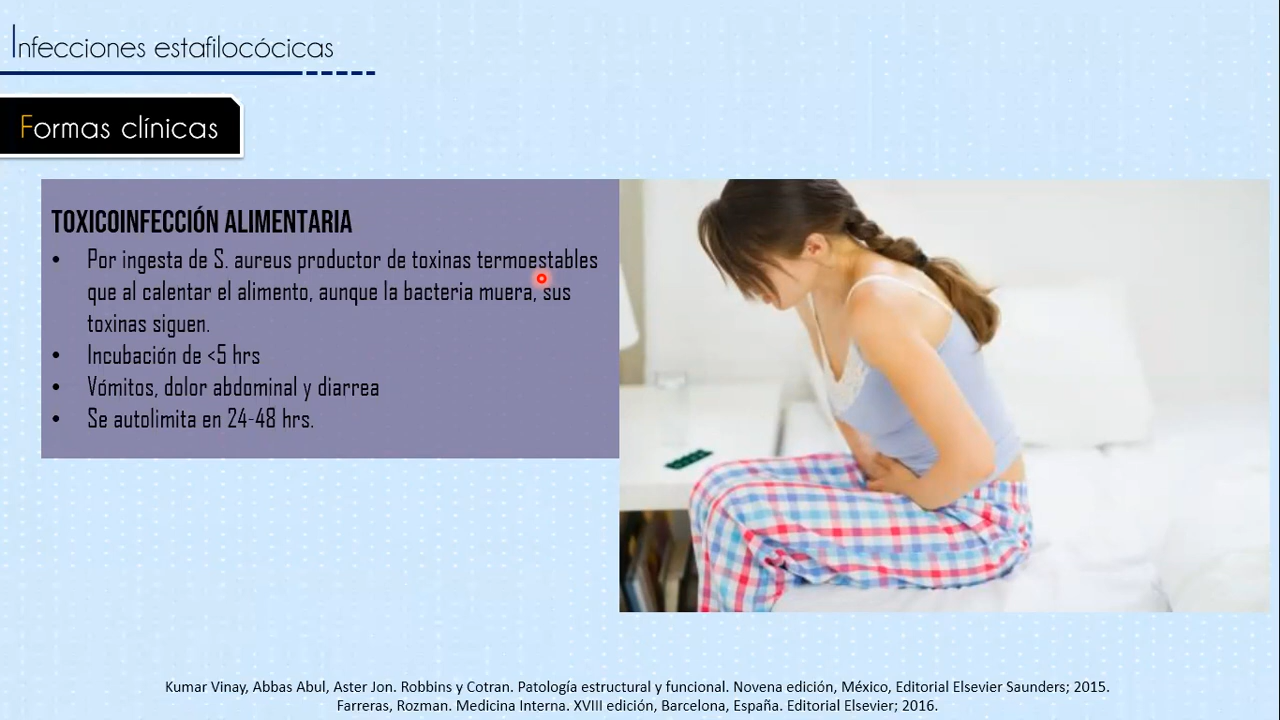 Infecciones estafilocócicas
Formas clínicas
TOXICOINFECCIÓN ALIMENTARIA
• Por ingesta de S. aureus productor de toxinas termoestables
que al calentar el alimento, aunque la bacteria muera, sus
toxinas siguen.
• Incubación de <5 hrs
• Vómitos, dolor abdominal y diarrea
• Se autolimita en 24-48 hrs.
Kumar Vinay, Abbas Abul, Aster Jon. Robbins y Cotran. Patología estructural y funcional. Novena edición, México, Editorial Elsevier Saunders; 2015.
Farreras, Rozman. Medicina Interna. XVIII edición, Barcelona, España. Editorial Elsevier; 2016.